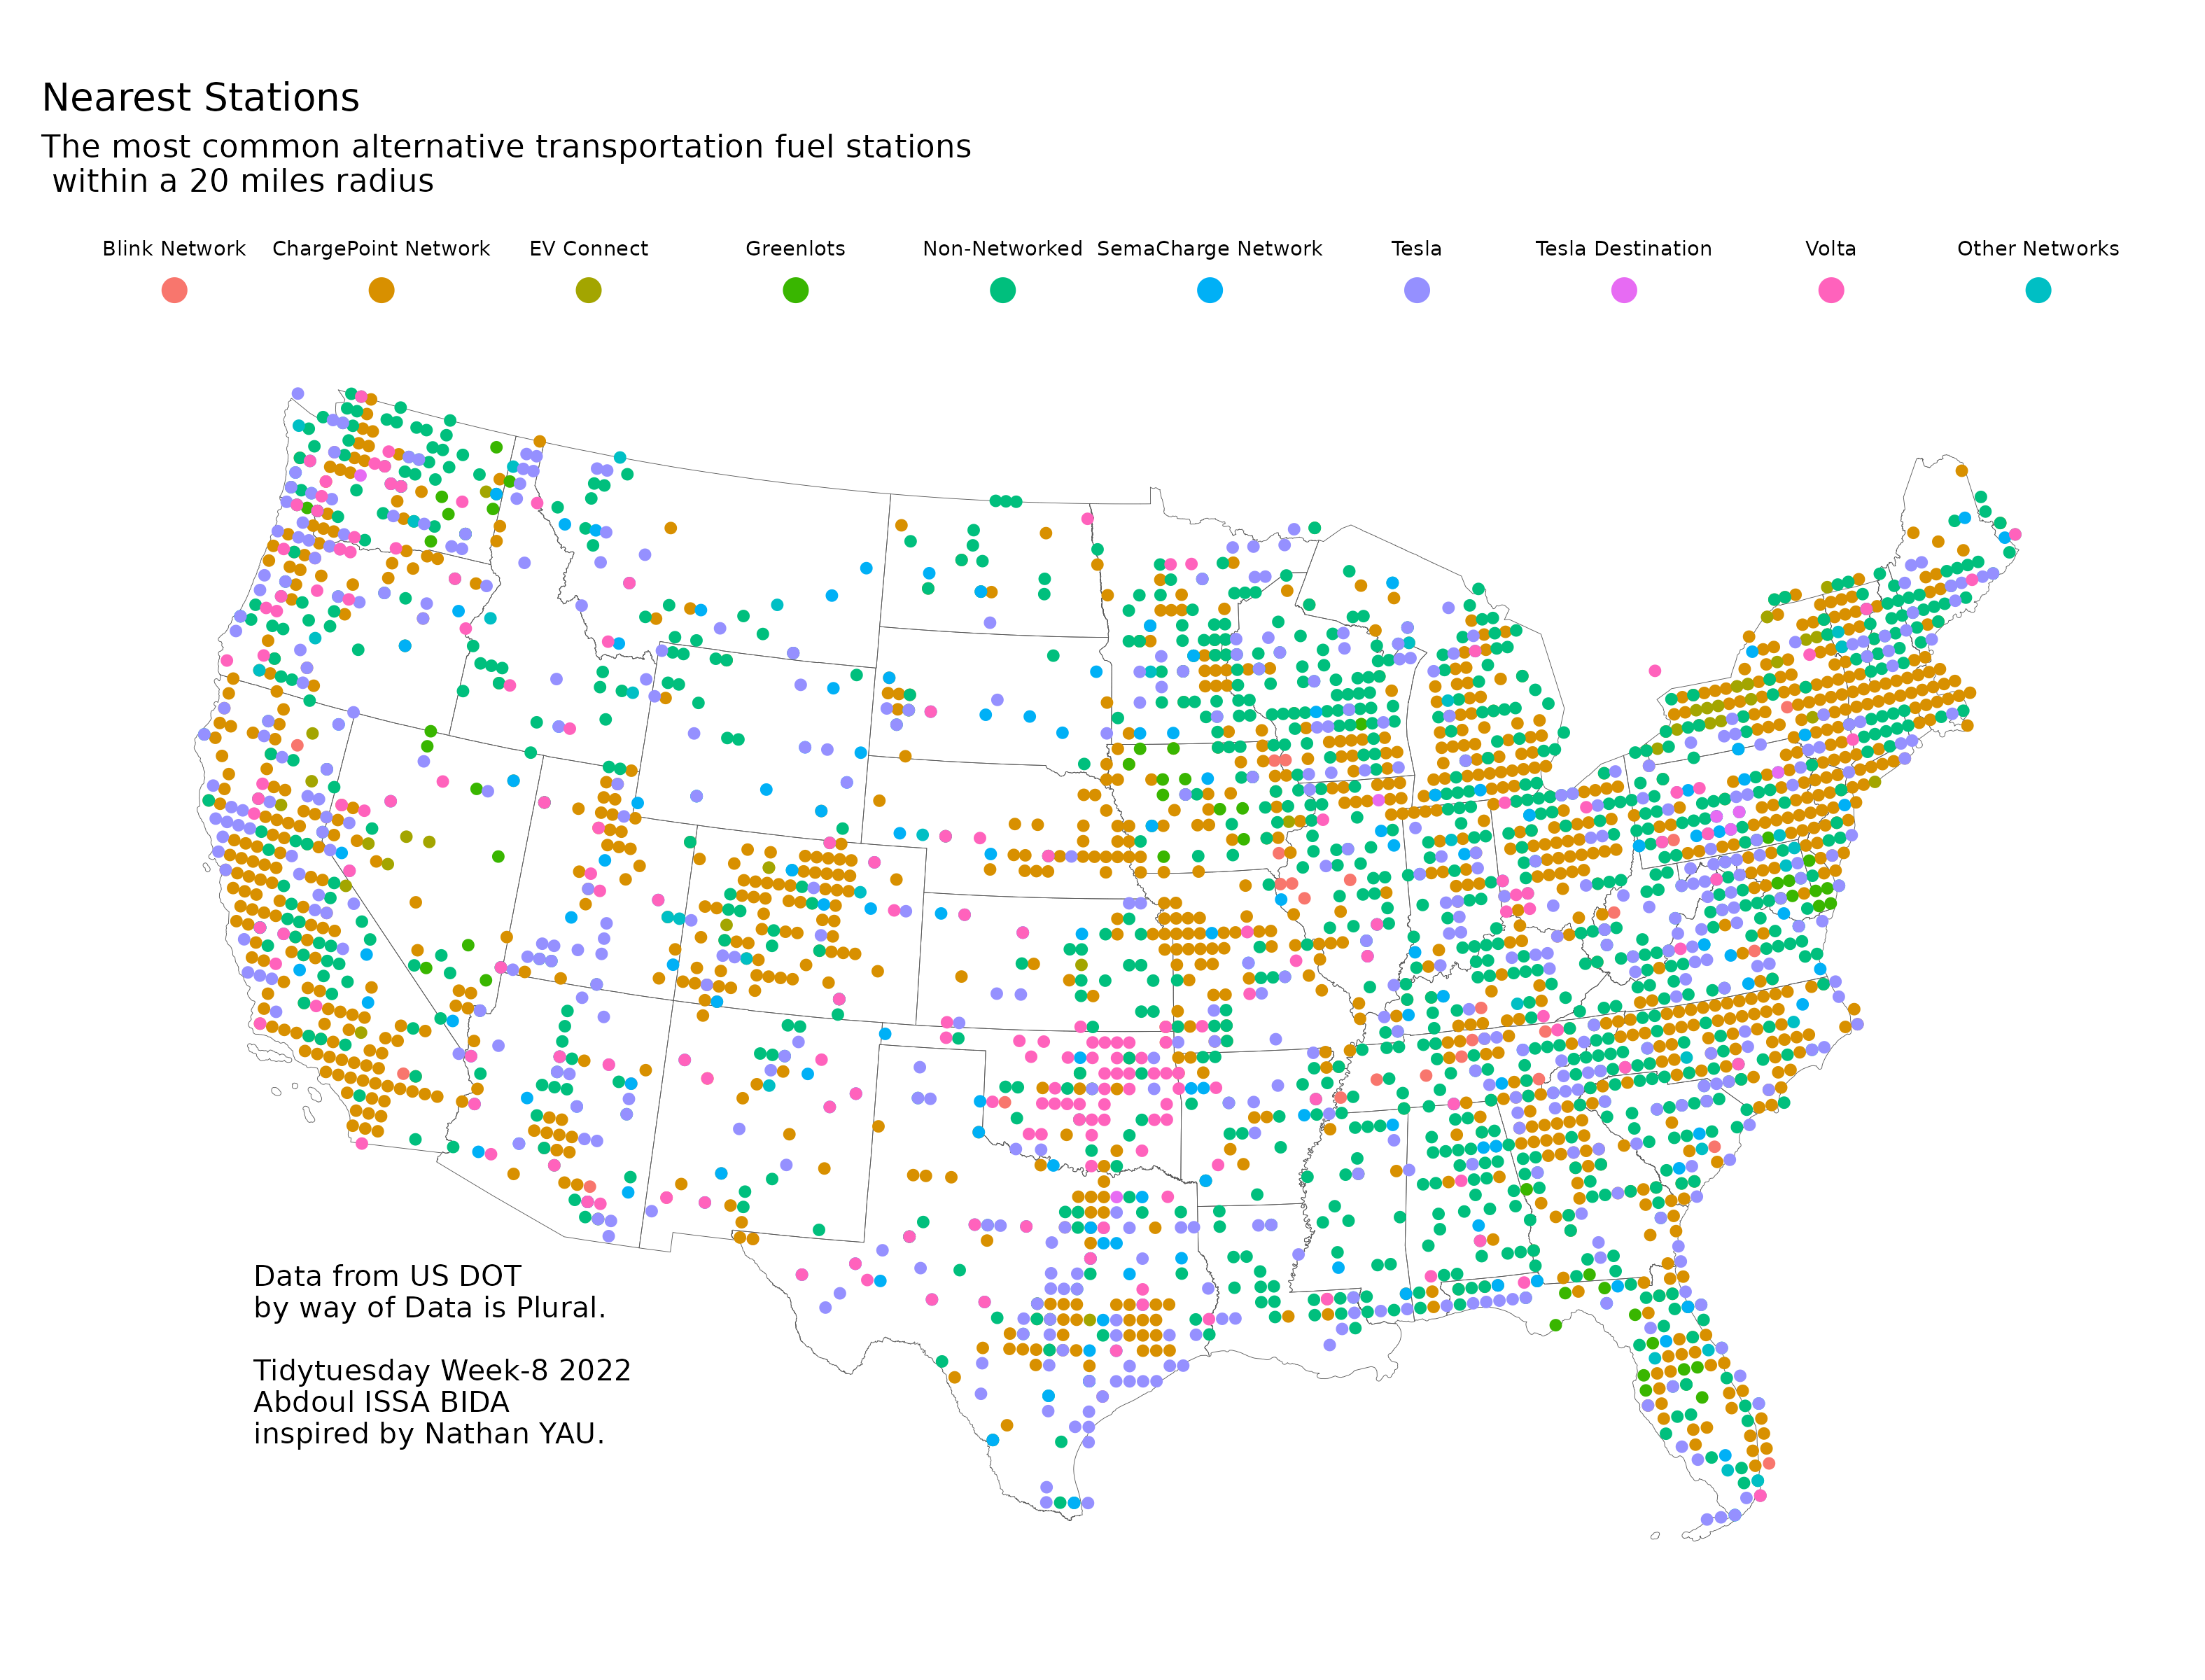 Nearest Stations
The most common alternative transportation fuel stations
within a 20 miles radius
Blink Network ChargePoint Network EV Connect Greenlots Non-Networked SemaCharge Network Tesla Tesla Destination Volta Other Networks
Data from US DOT
by way of Data is Plural.
Tidytuesday Week-8 2022
Abdoul ISSA BIDA
inspired by Nathan YAU.